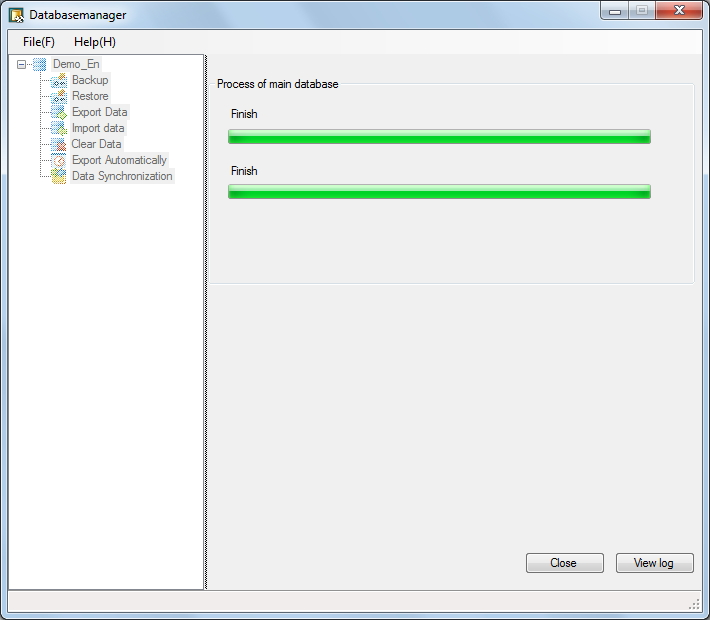 Databasemanager
File(F) Help(H)
Demo_En
Backup
Restore
Export Data
Import data
Clear Data
Export Automatically
Data Synchronization
Process of main database
Finish
Finish
Close
View log